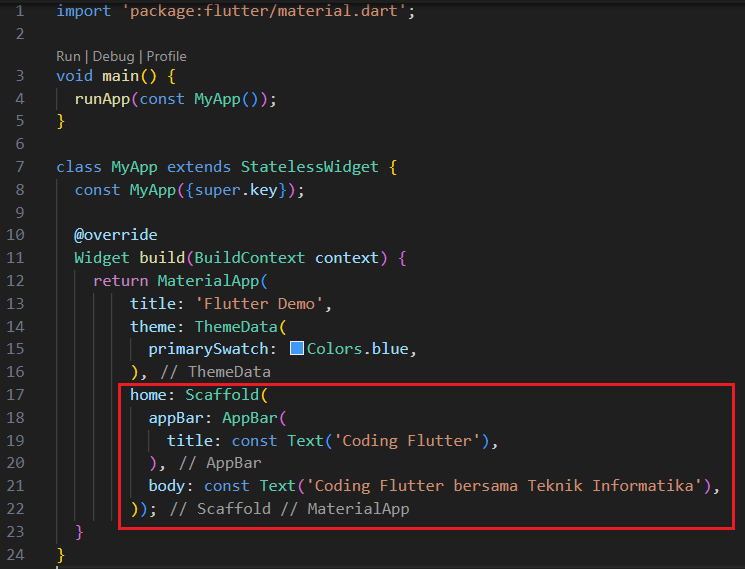 1 import 'package:flutter/material.dart';
2
Run | Debug | Profile
3 void main() {
4   runApp(const MyApp());
5 }
6
7 class MyApp extends StatelessWidget {
8   const MyApp({super.key});
9
10   @override
11   Widget build(BuildContext context) {
12     return MaterialApp(
13         title: 'Flutter Demo',
14         theme: ThemeData(
15           primarySwatch: Colors.blue,
16         ), // ThemeData
17         home: Scaffold(
18           appBar: AppBar(
19             title: const Text('Coding Flutter'),
20           ), // AppBar
21           body: const Text('Coding Flutter bersama Teknik Informatika'),
22         )); // Scaffold // MaterialApp
23   }
24 }